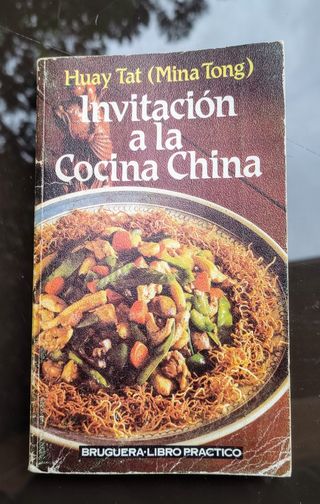 Huay Tat (Mina Tong)
Invitación
a la
Cocina China
BRUGUERA·LIBRO PRACTICO